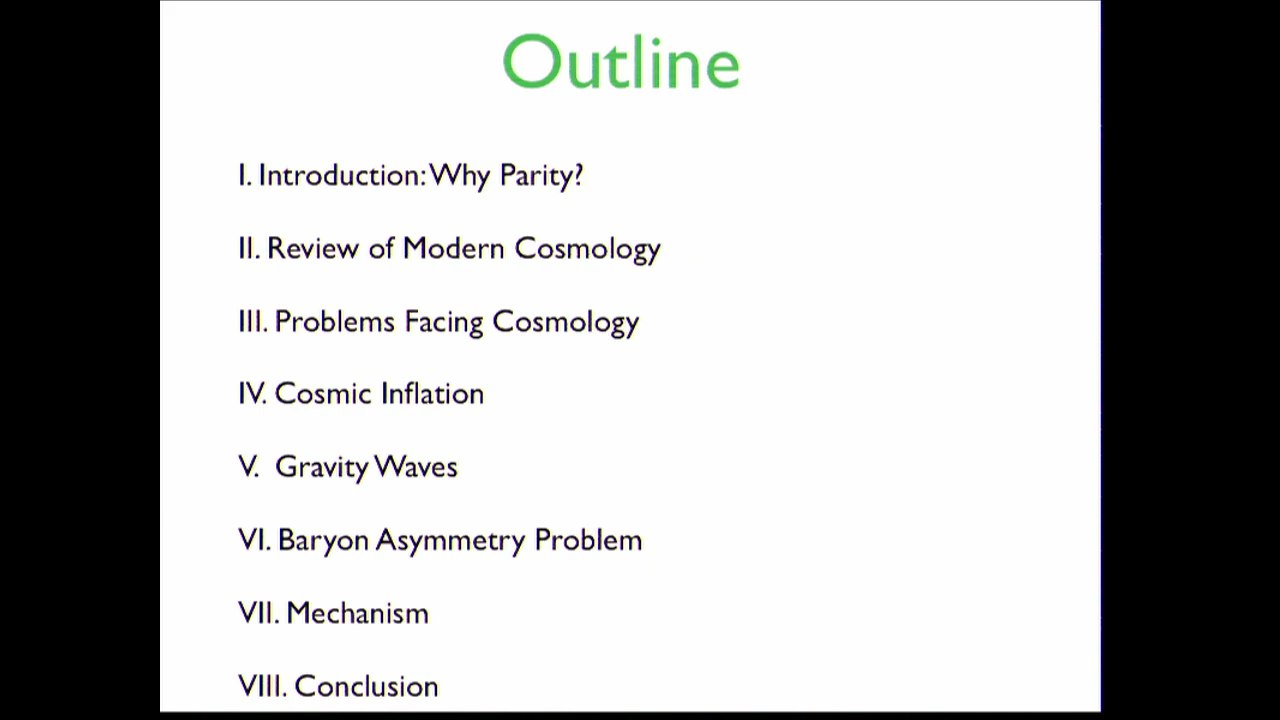 Outline
I. Introduction: Why Parity?
II. Review of Modern Cosmology
III. Problems Facing Cosmology
IV. Cosmic Inflation
V. Gravity Waves
VI. Baryon Asymmetry Problem
VII. Mechanism
VIII. Conclusion